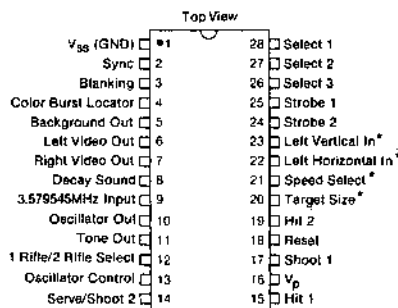 Top View
V_SS (GND) 1 28 Select 1
Sync 2 27 Select 2
Blanking 3 26 Select 3
Color Burst Locator 4 25 Strobe 1
Background Out 5 24 Strobe 2
Left Video Out 6 23 Left Vertical In*
Right Video Out 7 22 Left Horizontal In*
Decay Sound 8 21 Speed Select*
3.579545MHz Input 9 20 Target Size*
Oscillator Out 10 19 Hit 2
Tone Out 11 18 Reset
1 Rifle/2 Rifle Select 12 17 Shoot 1
Oscillator Control 13 16 Vp
Serve/Shoot 2 14 15 Hit 1